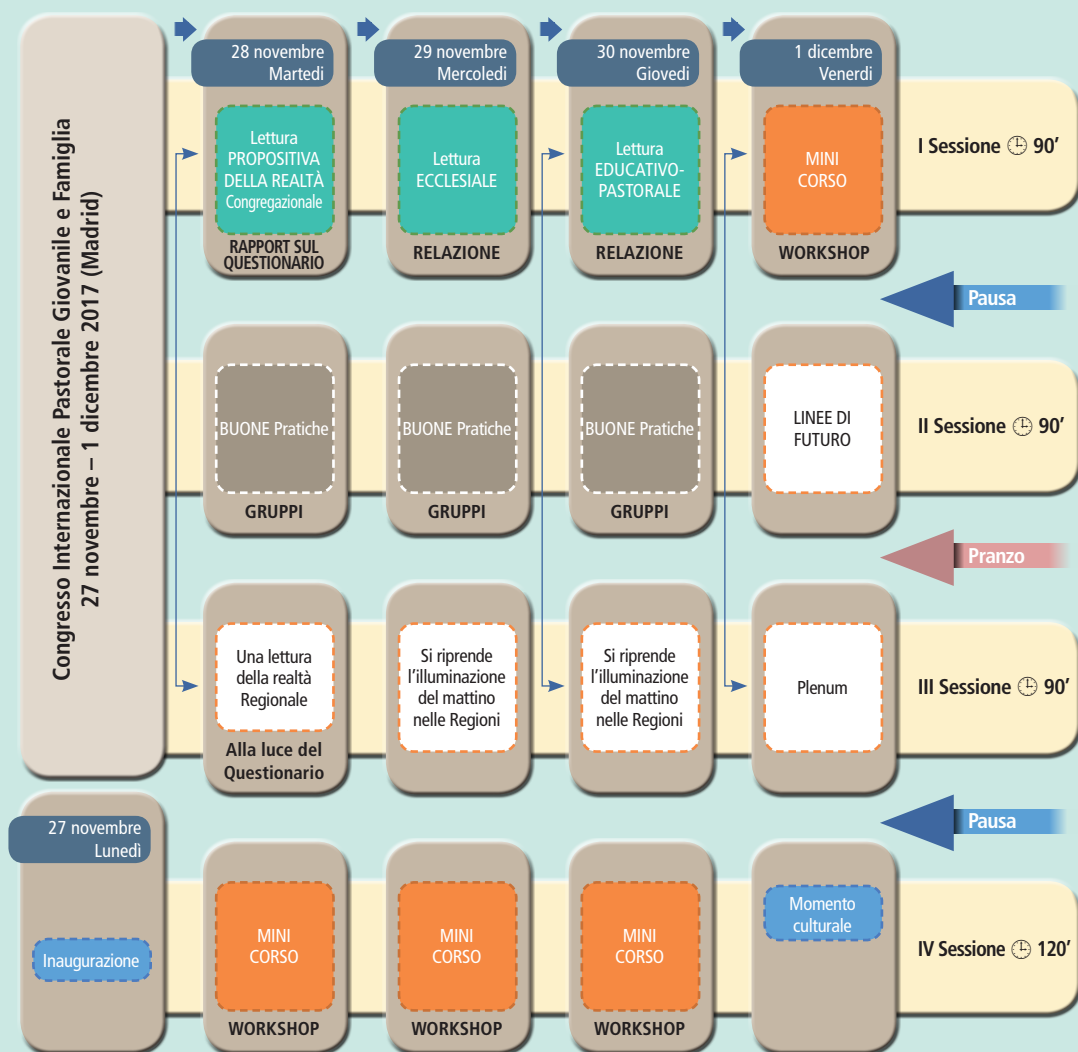 Congresso Internazionale Pastorale Giovanile e Famiglia
27 novembre – 1 dicembre 2017 (Madrid)
28 novembre
Martedi
29 novembre
Mercoledi
30 novembre
Giovedi
1 dicembre
Venerdi
Lettura
PROPOSITIVA
DELLA REALTÀ
Congregazionale
RAPPORT SUL
QUESTIONARIO
Lettura
ECCLESIALE
RELAZIONE
Lettura
EDUCATIVO-
PASTORALE
RELAZIONE
MINI
CORSO
WORKSHOP
I Sessione 90’
Pausa
BUONE Pratiche
GRUPPI
BUONE Pratiche
GRUPPI
BUONE Pratiche
GRUPPI
LINEE DI
FUTURO
II Sessione 90’
Pranzo
Una lettura
della realtà
Regionale
Alla luce del
Questionario
Si riprende
l’illuminazione
del mattino
nelle Regioni
Si riprende
l’illuminazione
del mattino
nelle Regioni
Plenum
III Sessione 90’
Pausa
27 novembre
Lunedì
Inaugurazione
MINI
CORSO
WORKSHOP
MINI
CORSO
WORKSHOP
MINI
CORSO
WORKSHOP
Momento
culturale
IV Sessione 120’